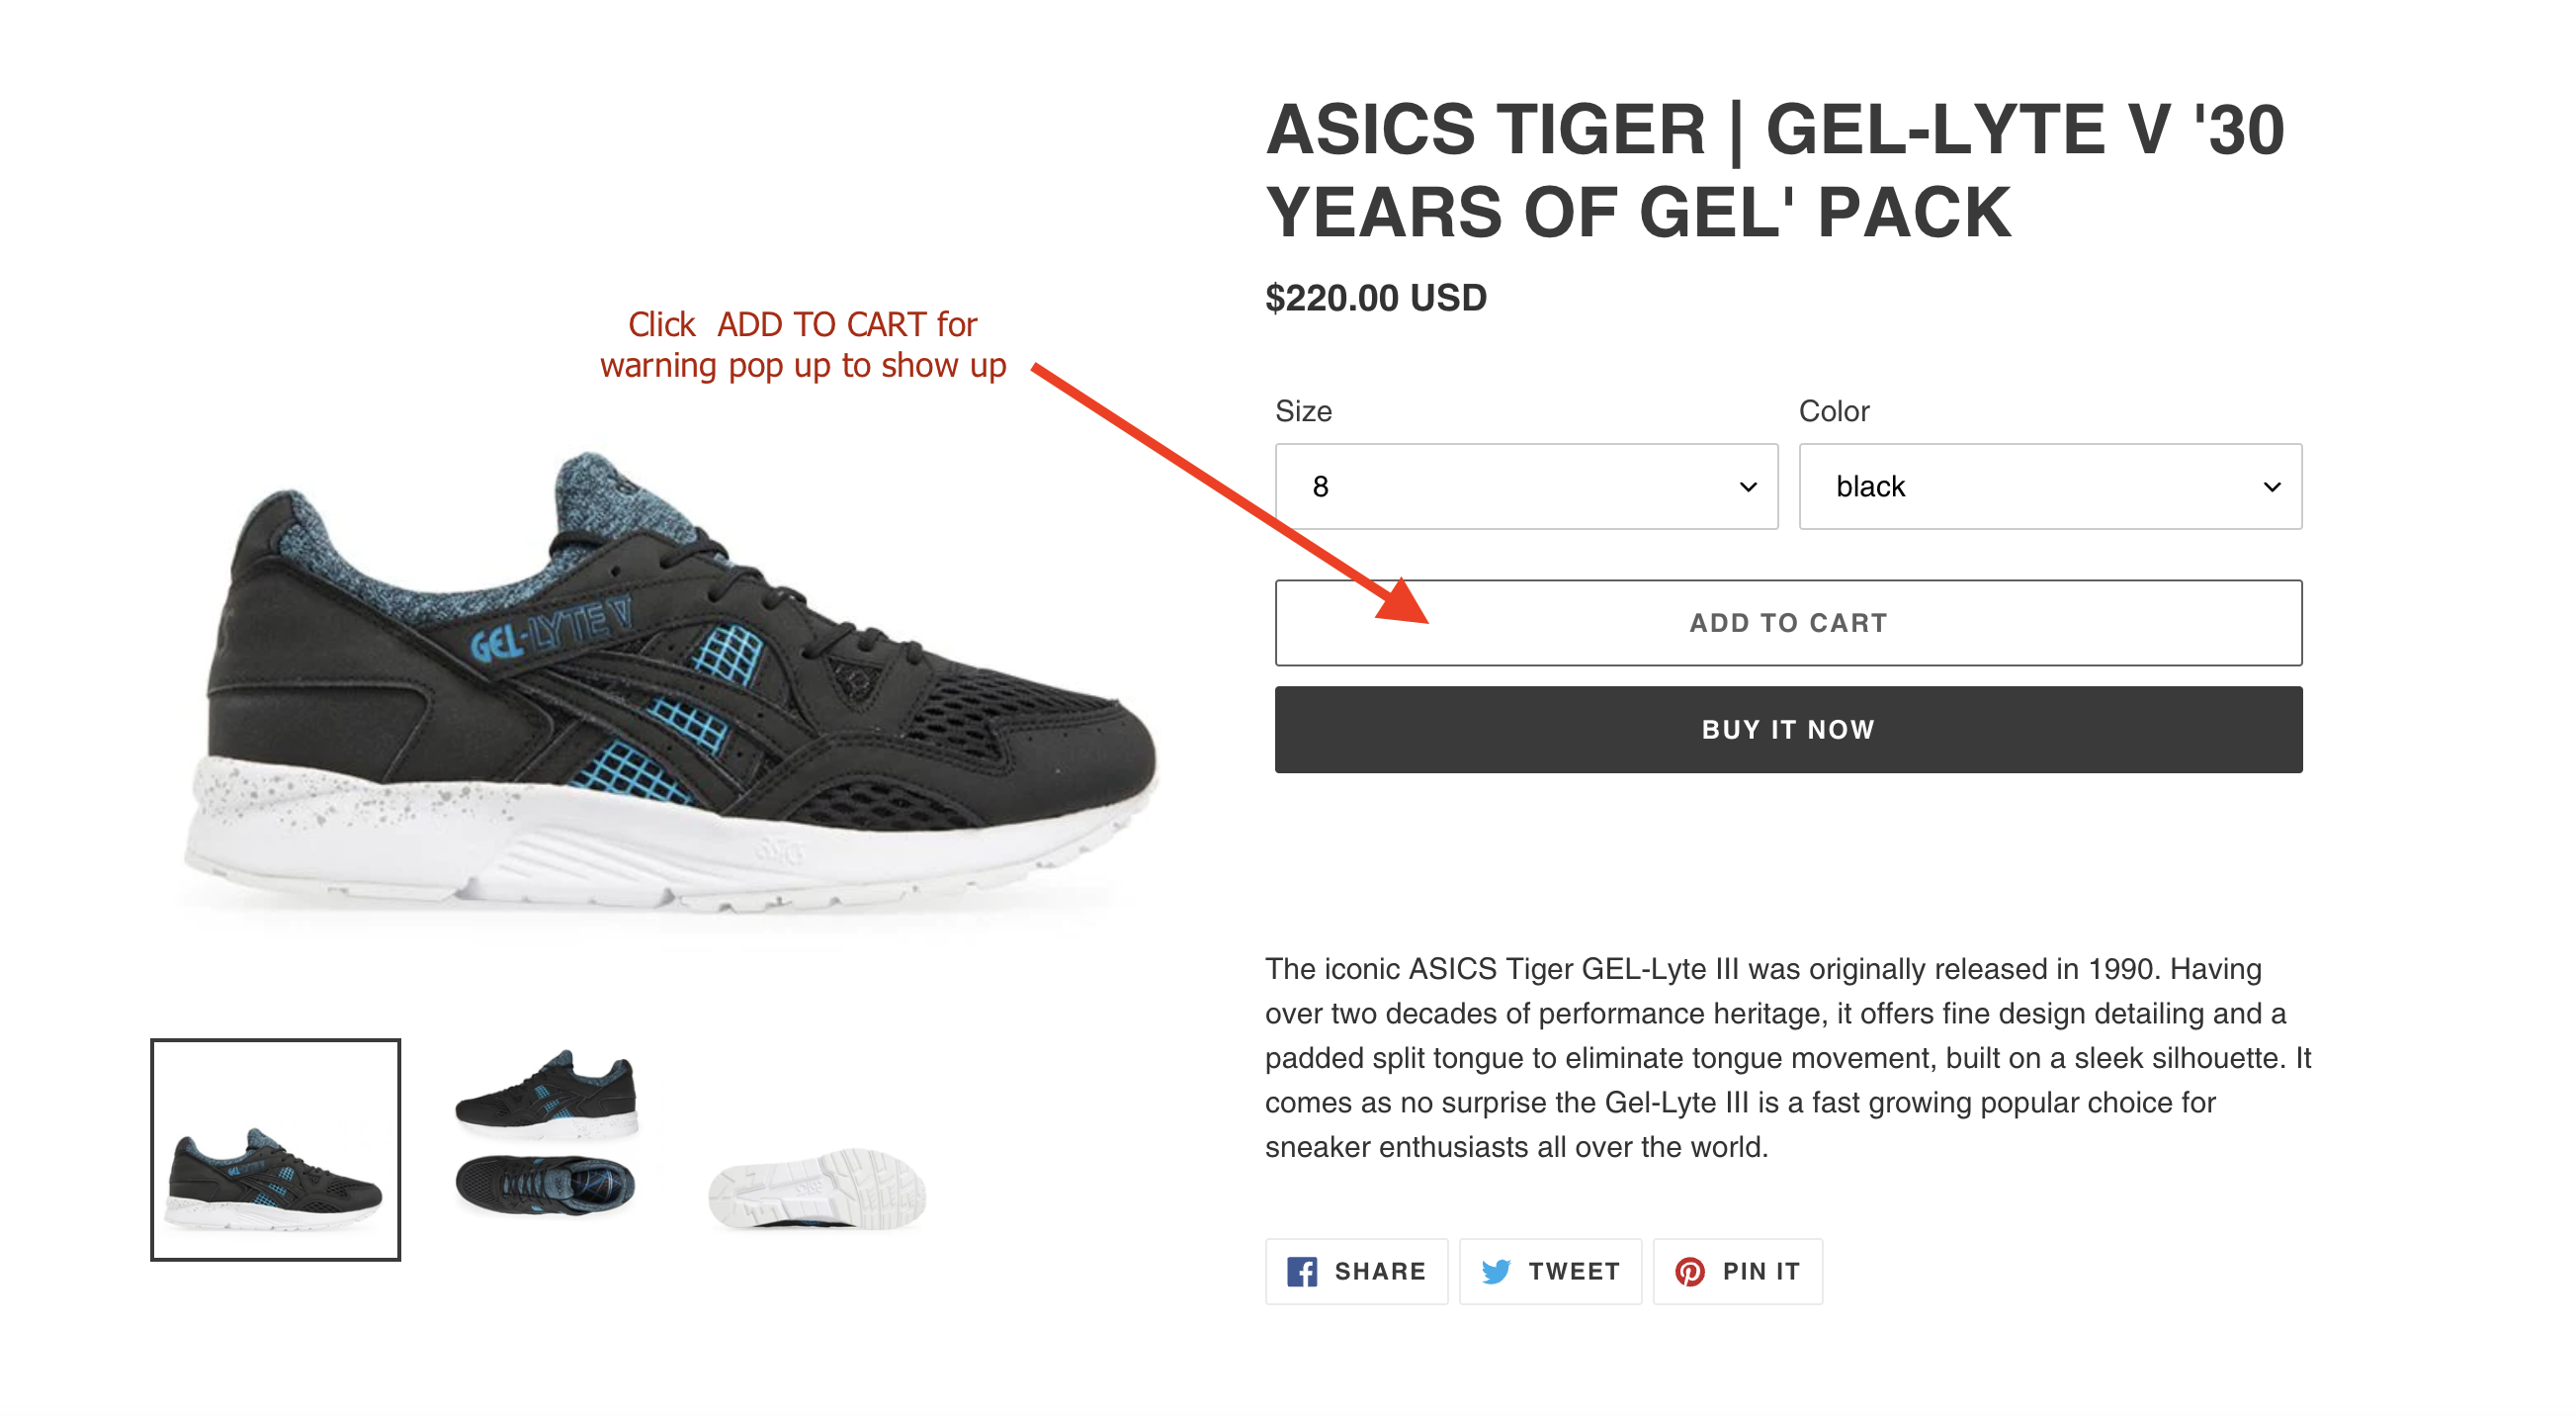 ASICS TIGER | GEL-LYTE V '30
YEARS OF GEL' PACK
$220.00 USD
Click  ADD TO CART for
warning pop up to show up
Size
Color
8
black
GEL-LYTE V
ADD TO CART
BUY IT NOW
The iconic ASICS Tiger GEL-Lyte III was originally released in 1990. Having
over two decades of performance heritage, it offers fine design detailing and a
padded split tongue to eliminate tongue movement, built on a sleek silhouette. It
comes as no surprise the Gel-Lyte III is a fast growing popular choice for
sneaker enthusiasts all over the world.
SHARE
TWEET
PIN IT